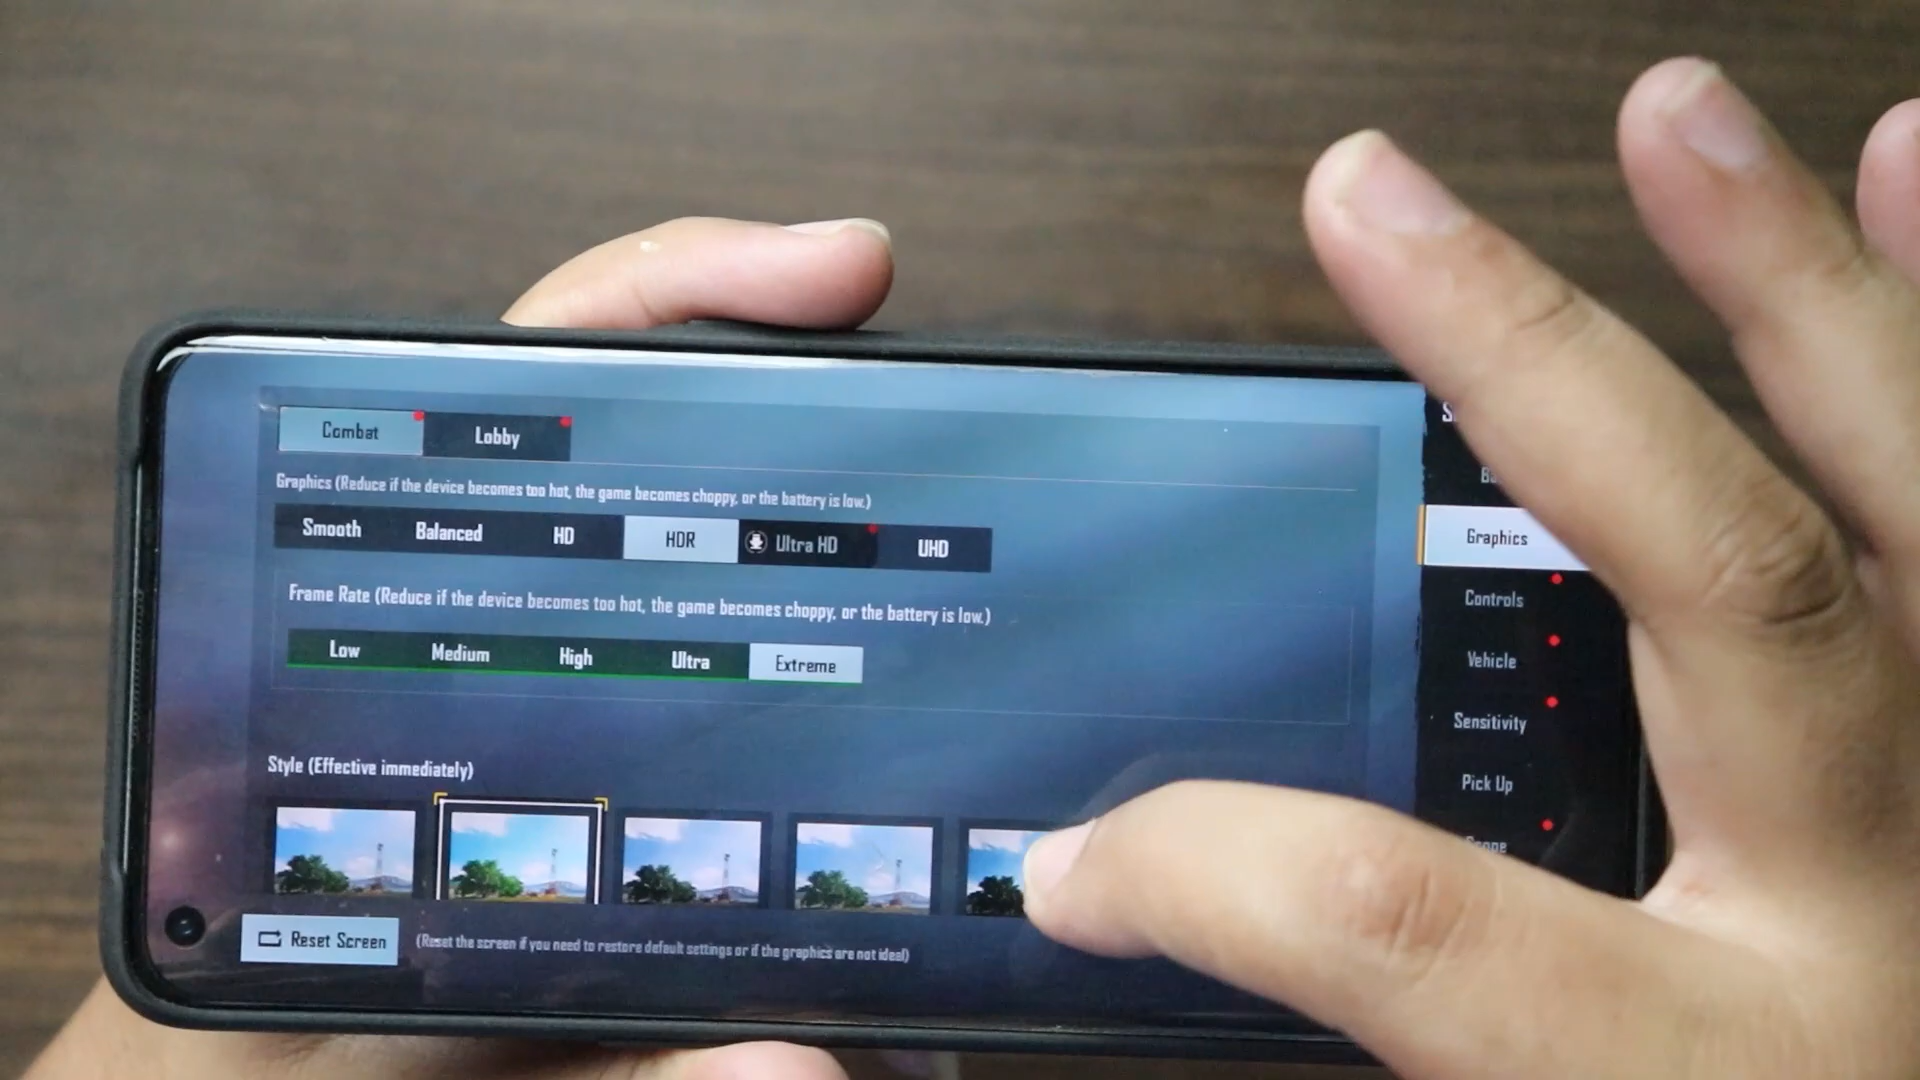 Combat
Lobby
Graphics (Reduce if the device becomes too hot, the game becomes choppy, or the battery is low.)
Smooth
Balanced
HD
HDR
Ultra HD
UHD
Frame Rate (Reduce if the device becomes too hot, the game becomes choppy, or the battery is low.)
Low
Medium
High
Ultra
Extreme
Style (Effective immediately)
Reset Screen
(Reset the screen if you need to restore default settings or if the graphics are not ideal)
Graphics
Controls
Vehicle
Sensitivity
Pick Up